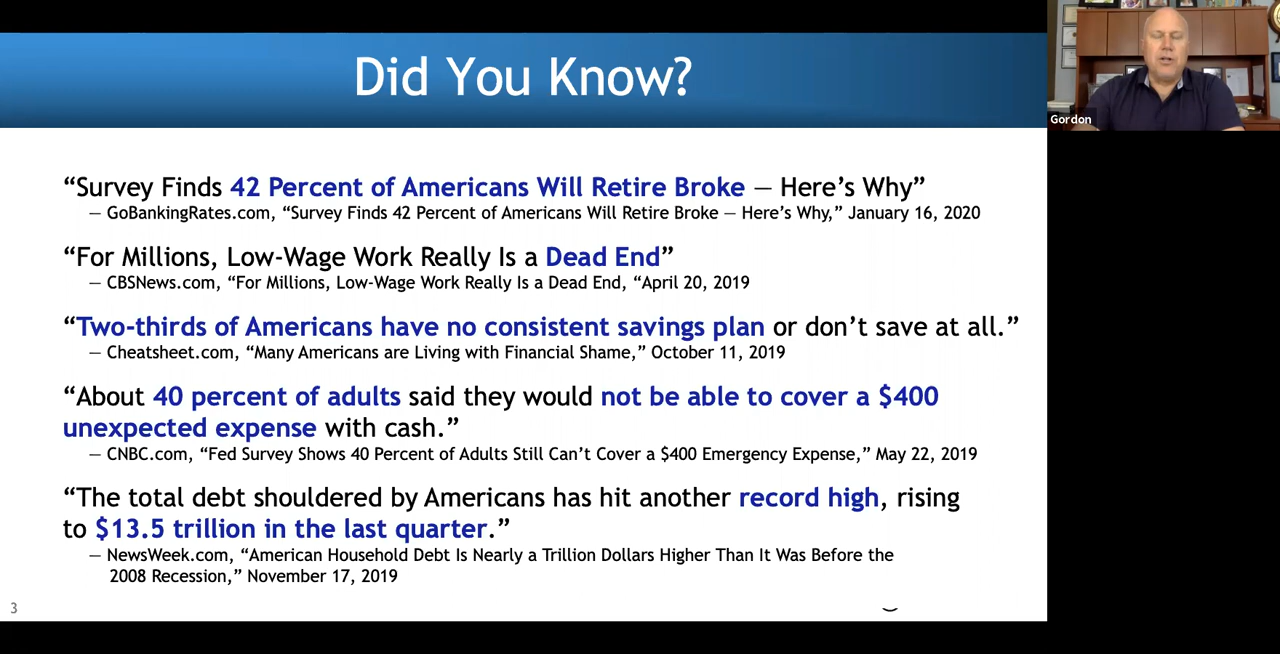 Did You Know?
Gordon
“Survey Finds 42 Percent of Americans Will Retire Broke — Here’s Why”
— GoBankingRates.com, “Survey Finds 42 Percent of Americans Will Retire Broke — Here’s Why,” January 16, 2020
“For Millions, Low-Wage Work Really Is a Dead End”
— CBSNews.com, “For Millions, Low-Wage Work Really Is a Dead End, “April 20, 2019
“Two-thirds of Americans have no consistent savings plan or don’t save at all.”
— Cheatsheet.com, “Many Americans are Living with Financial Shame,” October 11, 2019
“About 40 percent of adults said they would not be able to cover a $400
unexpected expense with cash.”
— CNBC.com, “Fed Survey Shows 40 Percent of Adults Still Can’t Cover a $400 Emergency Expense,” May 22, 2019
“The total debt shouldered by Americans has hit another record high, rising
to $13.5 trillion in the last quarter.”
— NewsWeek.com, “American Household Debt Is Nearly a Trillion Dollars Higher Than It Was Before the
2008 Recession,” November 17, 2019
3